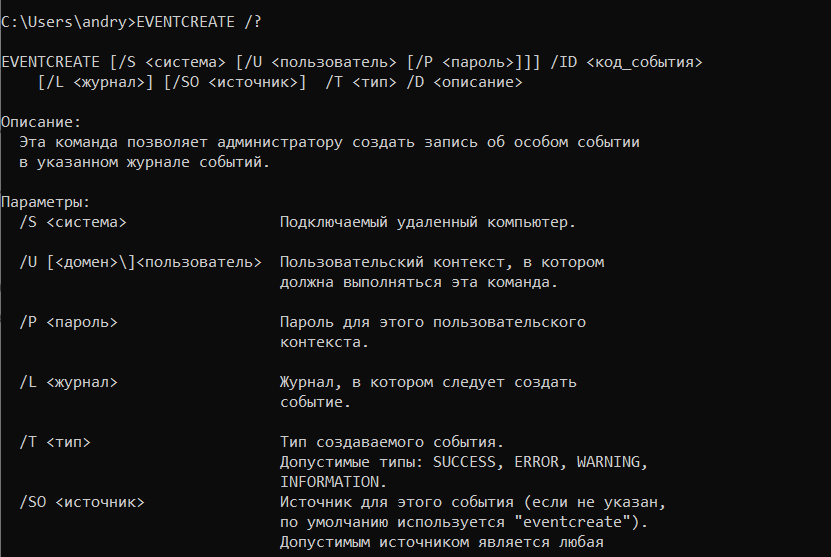 C:\Users\andry>EVENTCREATE /?
EVENTCREATE [/S <система> [/U <пользователь> [/P <пароль>]]] /ID <код_события>
[/L <журнал>] [/SO <источник>] /T <тип> /D <описание>
Описание:
Эта команда позволяет администратору создать запись об особом событии
в указанном журнале событий.
Параметры:
/S <система> Подключаемый удаленный компьютер.
/U [<домен>\]<пользователь> Пользовательский контекст, в котором
должна выполняться эта команда.
/P <пароль> Пароль для этого пользовательского
контекста.
/L <журнал> Журнал, в котором следует создать
событие.
/T <тип> Тип создаваемого события.
Допустимые типы: SUCCESS, ERROR, WARNING,
INFORMATION.
/SO <источник> Источник для этого события (если не указан,
по умолчанию используется "eventcreate").
Допустимым источником является любая